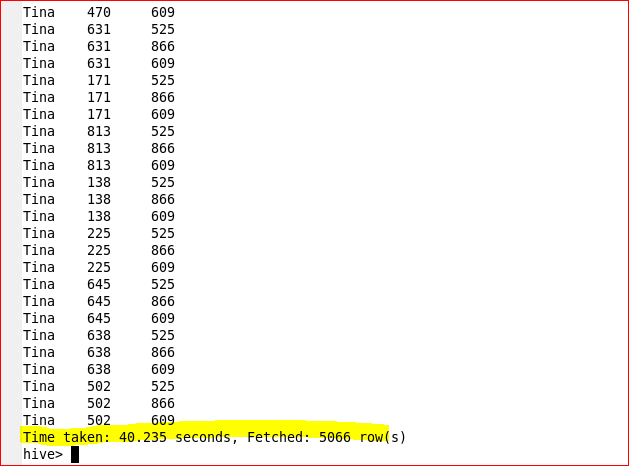 Tina 470 609
Tina 631 525
Tina 631 866
Tina 631 609
Tina 171 525
Tina 171 866
Tina 171 609
Tina 813 525
Tina 813 866
Tina 813 609
Tina 138 525
Tina 138 866
Tina 138 609
Tina 225 525
Tina 225 866
Tina 225 609
Tina 645 525
Tina 645 866
Tina 645 609
Tina 638 525
Tina 638 866
Tina 638 609
Tina 502 525
Tina 502 866
Tina 502 609
Time taken: 40.235 seconds, Fetched: 5066 row(s)
hive>